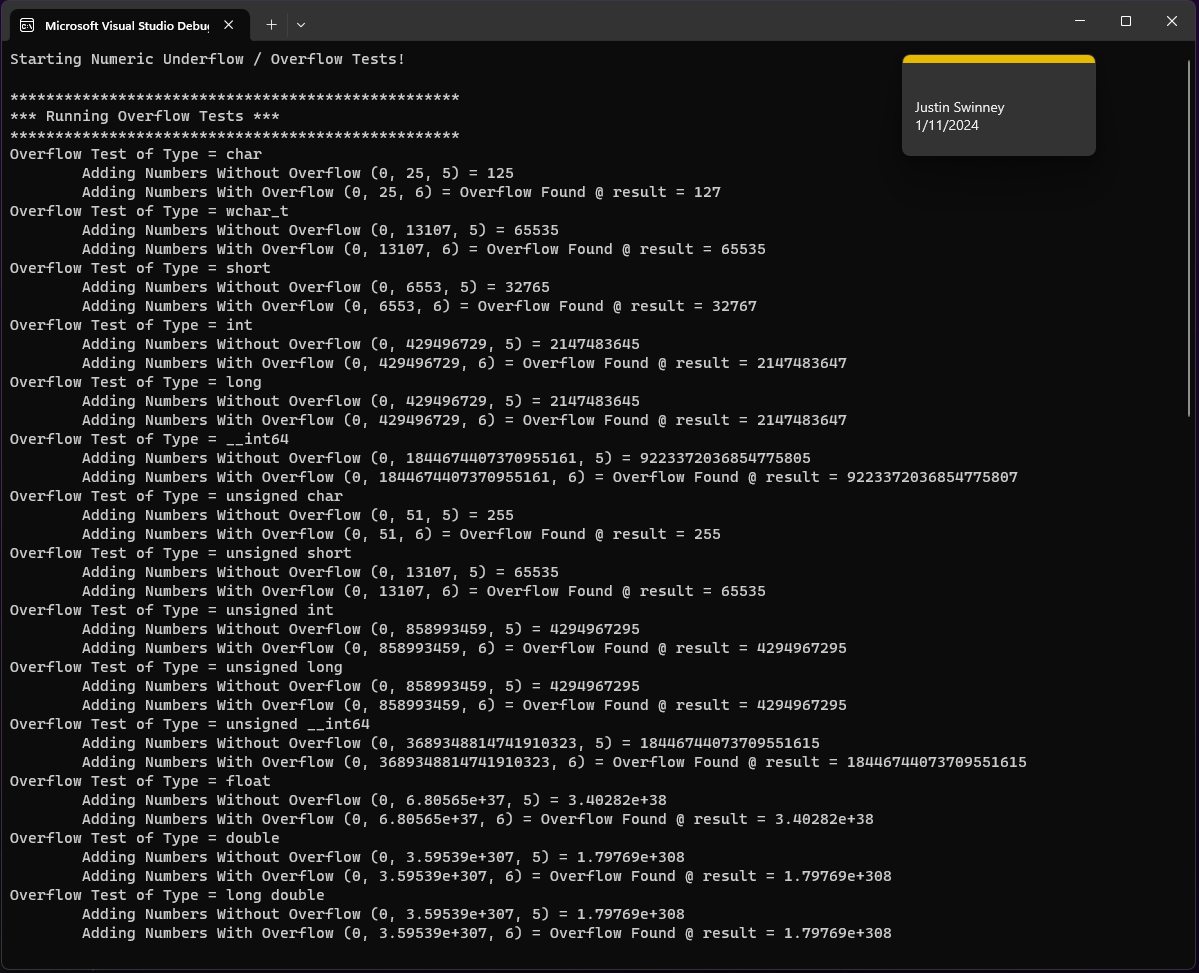 Microsoft Visual Studio Debug
Starting Numeric Underflow / Overflow Tests!
Justin Swinney
1/11/2024
**************************************************
*** Running Overflow Tests ***
**************************************************
Overflow Test of Type = char
Adding Numbers Without Overflow (0, 25, 5) = 125
Adding Numbers With Overflow (0, 25, 6) = Overflow Found @ result = 127
Overflow Test of Type = wchar_t
Adding Numbers Without Overflow (0, 13107, 5) = 65535
Adding Numbers With Overflow (0, 13107, 6) = Overflow Found @ result = 65535
Overflow Test of Type = short
Adding Numbers Without Overflow (0, 6553, 5) = 32765
Adding Numbers With Overflow (0, 6553, 6) = Overflow Found @ result = 32767
Overflow Test of Type = int
Adding Numbers Without Overflow (0, 429496729, 5) = 2147483645
Adding Numbers With Overflow (0, 429496729, 6) = Overflow Found @ result = 2147483647
Overflow Test of Type = long
Adding Numbers Without Overflow (0, 429496729, 5) = 2147483645
Adding Numbers With Overflow (0, 429496729, 6) = Overflow Found @ result = 2147483647
Overflow Test of Type = __int64
Adding Numbers Without Overflow (0, 1844674407370955161, 5) = 9223372036854775805
Adding Numbers With Overflow (0, 1844674407370955161, 6) = Overflow Found @ result = 9223372036854775807
Overflow Test of Type = unsigned char
Adding Numbers Without Overflow (0, 51, 5) = 255
Adding Numbers With Overflow (0, 51, 6) = Overflow Found @ result = 255
Overflow Test of Type = unsigned short
Adding Numbers Without Overflow (0, 13107, 5) = 65535
Adding Numbers With Overflow (0, 13107, 6) = Overflow Found @ result = 65535
Overflow Test of Type = unsigned int
Adding Numbers Without Overflow (0, 858993459, 5) = 4294967295
Adding Numbers With Overflow (0, 858993459, 6) = Overflow Found @ result = 4294967295
Overflow Test of Type = unsigned long
Adding Numbers Without Overflow (0, 858993459, 5) = 4294967295
Adding Numbers With Overflow (0, 858993459, 6) = Overflow Found @ result = 4294967295
Overflow Test of Type = unsigned __int64
Adding Numbers Without Overflow (0, 3689348814741910323, 5) = 18446744073709551615
Adding Numbers With Overflow (0, 3689348814741910323, 6) = Overflow Found @ result = 18446744073709551615
Overflow Test of Type = float
Adding Numbers Without Overflow (0, 6.80565e+37, 5) = 3.40282e+38
Adding Numbers With Overflow (0, 6.80565e+37, 6) = Overflow Found @ result = 3.40282e+38
Overflow Test of Type = double
Adding Numbers Without Overflow (0, 3.59539e+307, 5) = 1.79769e+308
Adding Numbers With Overflow (0, 3.59539e+307, 6) = Overflow Found @ result = 1.79769e+308
Overflow Test of Type = long double
Adding Numbers Without Overflow (0, 3.59539e+307, 5) = 1.79769e+308
Adding Numbers With Overflow (0, 3.59539e+307, 6) = Overflow Found @ result = 1.79769e+308